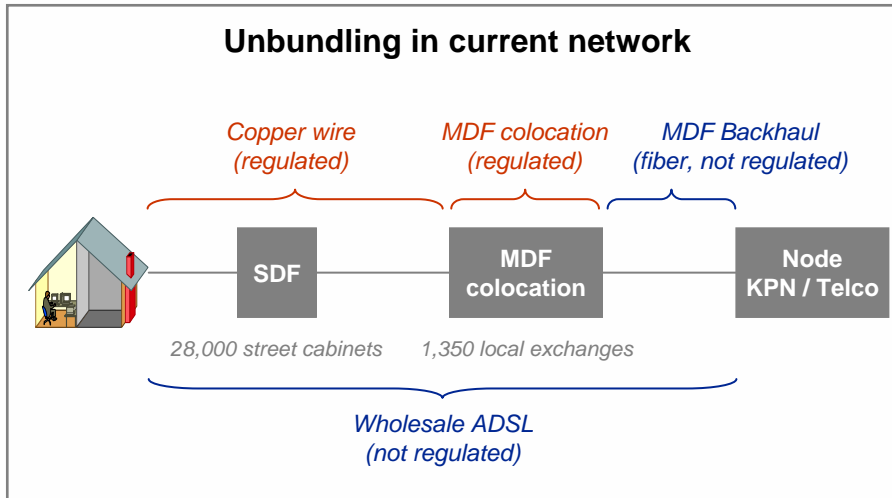 Unbundling in current network
Copper wire
(regulated)
MDF colocation
(regulated)
MDF Backhaul
(fiber, not regulated)
SDF
MDF
colocation
Node
KPN / Telco
28,000 street cabinets
1,350 local exchanges
Wholesale ADSL
(not regulated)